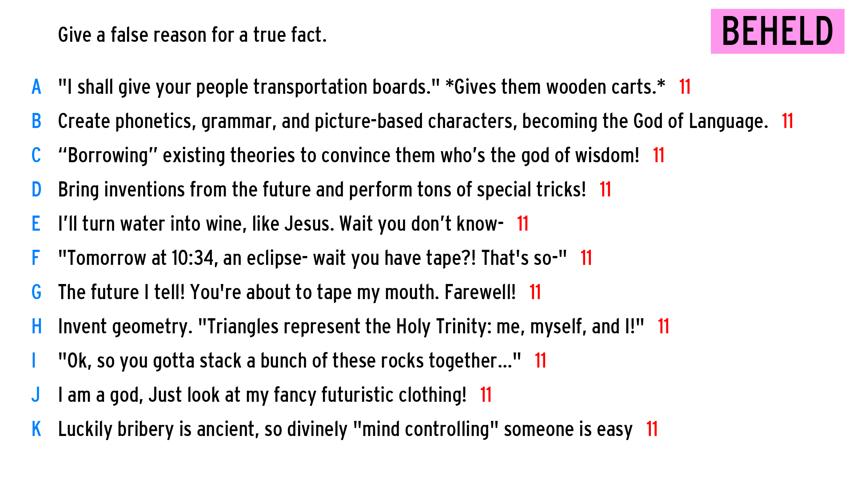 Give a false reason for a true fact.
BEHELD
A "I shall give your people transportation boards." *Gives them wooden carts.* 11
B Create phonetics, grammar, and picture-based characters, becoming the God of Language. 11
C “Borrowing” existing theories to convince them who’s the god of wisdom! 11
D Bring inventions from the future and perform tons of special tricks! 11
E I’ll turn water into wine, like Jesus. Wait you don’t know- 11
F "Tomorrow at 10:34, an eclipse- wait you have tape?! That's so-" 11
G The future I tell! You're about to tape my mouth. Farewell! 11
H Invent geometry. "Triangles represent the Holy Trinity: me, myself, and I!" 11
I "Ok, so you gotta stack a bunch of these rocks together..." 11
J I am a god, Just look at my fancy futuristic clothing! 11
K Luckily bribery is ancient, so divinely "mind controlling" someone is easy 11